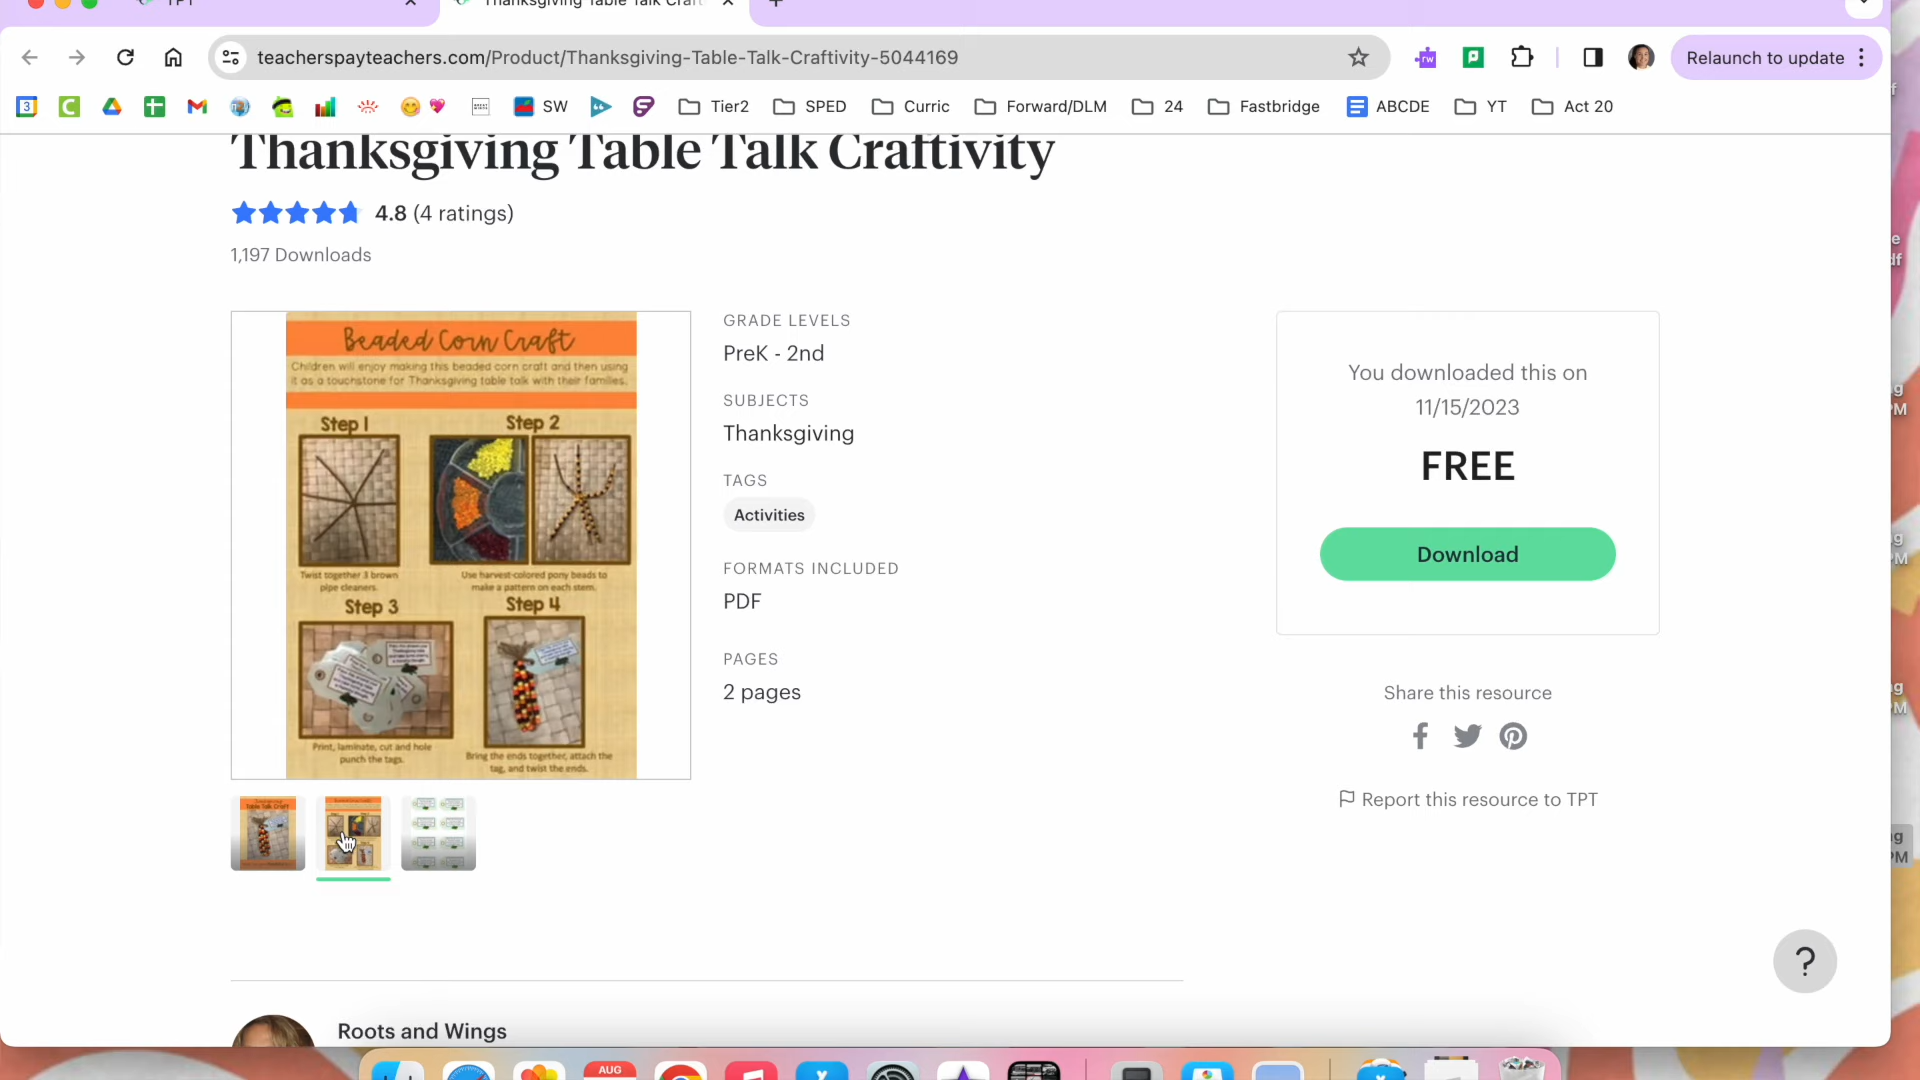 TPT
Thanksgiving Table Talk Craft
teacherspayteachers.com/Product/Thanksgiving-Table-Talk-Craftivity-5044169
Relaunch to update
SW
Tier2
SPED
Curric
Forward/DLM
24
Fastbridge
ABCDE
YT
Act 20
Thanksgiving Table Talk Craftivity
4.8 (4 ratings)
1,197 Downloads
Beaded Corn Craft
Children will enjoy making this beaded corn craft and then using
it as a touchstone for Thanksgiving table talk with their families.
Step 1
Step 2
Twist together 3 brown
pipe cleaners.
Use harvest-colored pony beads to
make a pattern on each stem.
Step 3
Step 4
Print, laminate, cut and hole
punch the tags.
Bring the ends together, attach the
tag, and twist the ends.
GRADE LEVELS
PreK - 2nd
SUBJECTS
Thanksgiving
TAGS
Activities
FORMATS INCLUDED
PDF
PAGES
2 pages
You downloaded this on
11/15/2023
FREE
Download
Share this resource
Report this resource to TPT
?
Roots and Wings
AUG